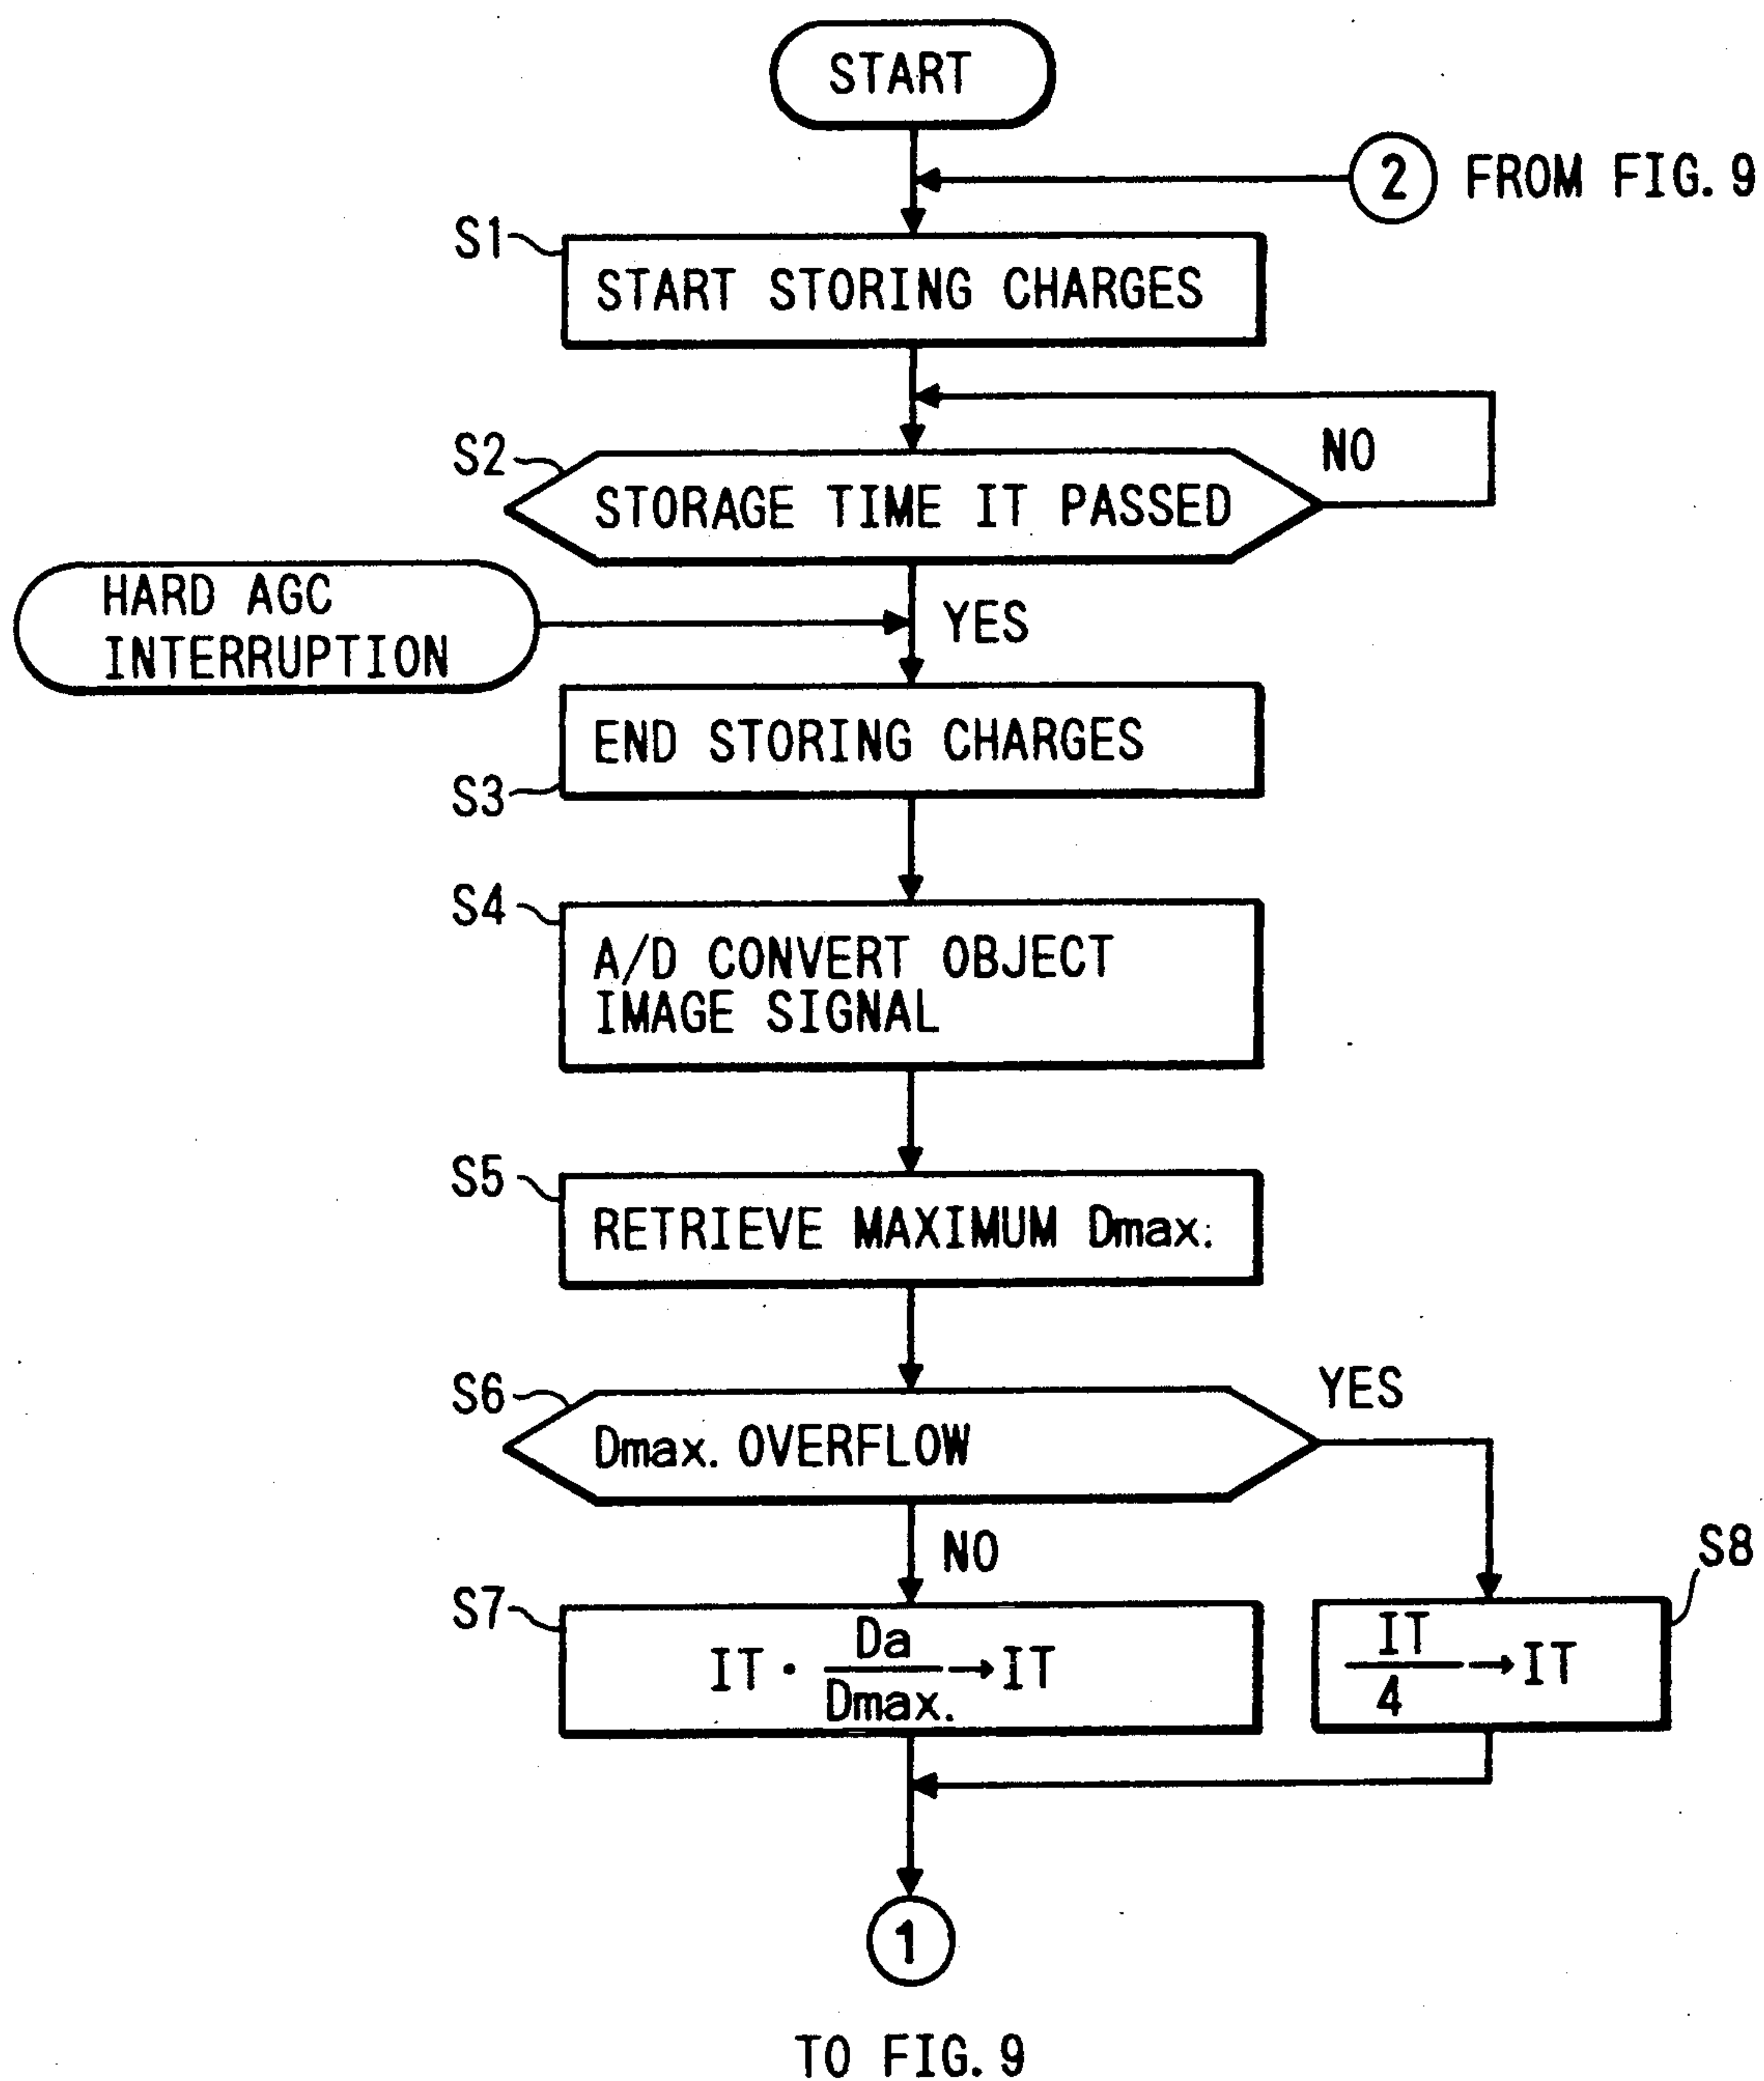 START
2 FROM FIG. 9
S1
START STORING CHARGES
S2
NO
STORAGE TIME IT PASSED
HARD AGC
INTERRUPTION
YES
END STORING CHARGES
S3
S4
A/D CONVERT OBJECT
IMAGE SIGNAL
S5
RETRIEVE MAXIMUM Dmax.
S6
YES
Dmax. OVERFLOW
NO
S8
S7
IT · Da/Dmax. → IT
IT/4 → IT
1
TO FIG. 9